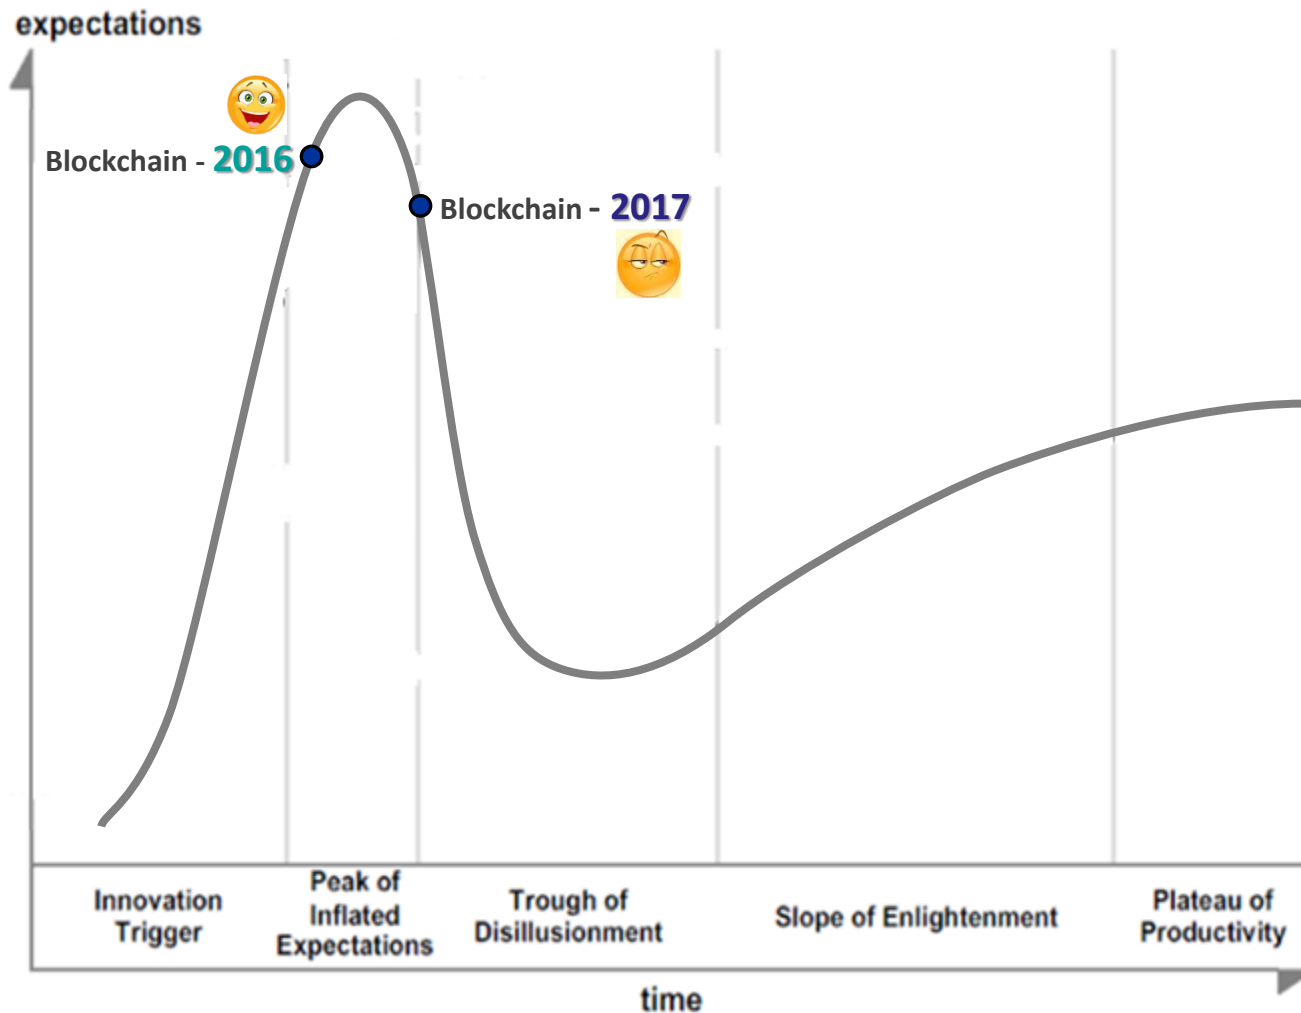 expectations
Blockchain - 2016
Blockchain - 2017
Innovation
Trigger
Peak of
Inflated
Expectations
Trough of
Disillusionment
Slope of Enlightenment
Plateau of
Productivity
time